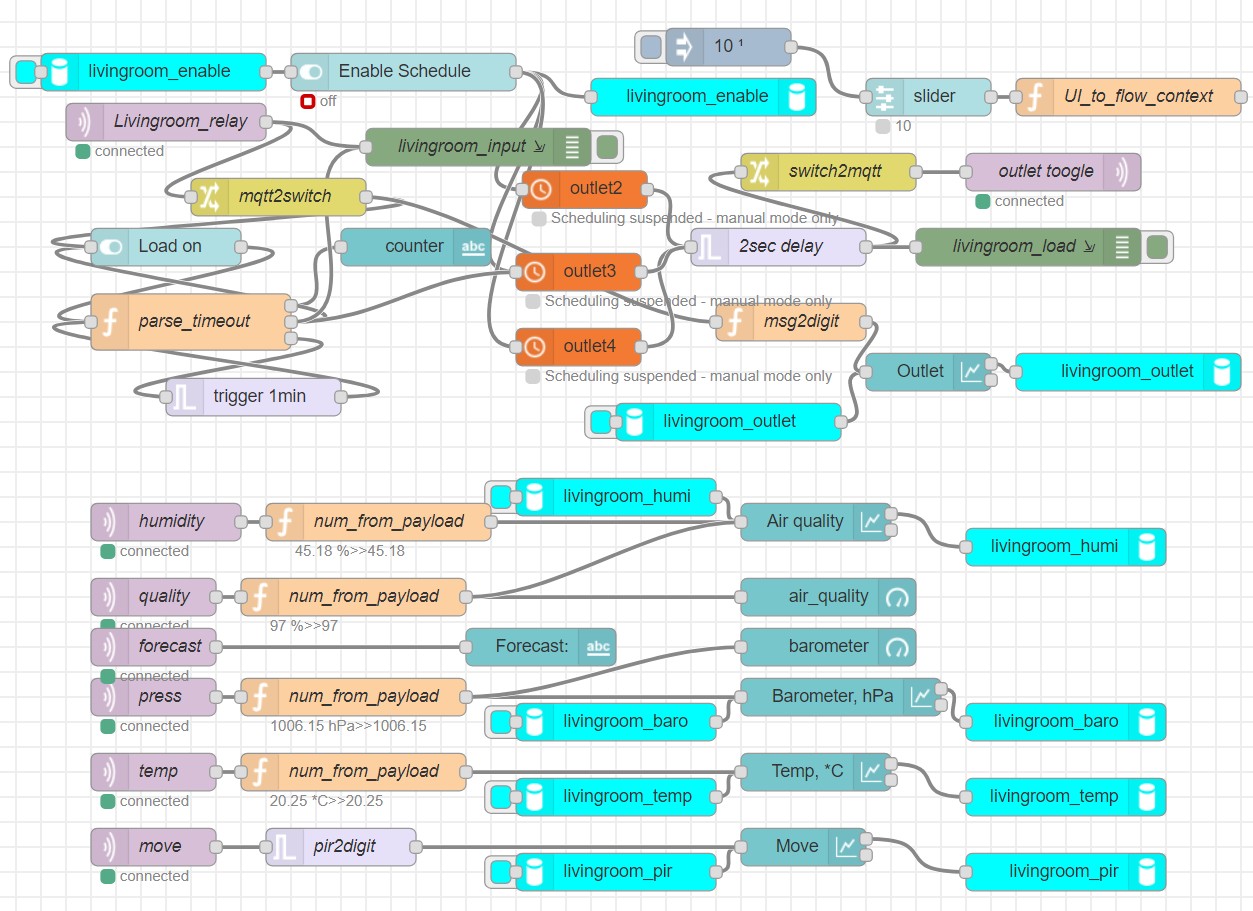 10 ¹
livingroom_enable
Enable Schedule
off
livingroom_enable
slider
10
UI_to_flow_context
Livingroom_relay
connected
livingroom_input ⇲
mqtt2switch
outlet2
Scheduling suspended - manual mode only
switch2mqtt
outlet toogle
connected
Load on
counter
abc
2sec delay
livingroom_load ⇲
outlet3
Scheduling suspended - manual mode only
parse_timeout
msg2digit
outlet4
Scheduling suspended - manual mode only
Outlet
livingroom_outlet
trigger 1min
livingroom_outlet
livingroom_humi
humidity
connected
num_from_payload
45.18 %>>45.18
Air quality
livingroom_humi
quality
connected
num_from_payload
97 %>>97
air_quality
forecast
connected
Forecast:
abc
barometer
press
connected
num_from_payload
1006.15 hPa>>1006.15
Barometer, hPa
livingroom_baro
livingroom_baro
temp
connected
num_from_payload
20.25 *C>>20.25
Temp, *C
livingroom_temp
livingroom_temp
move
connected
pir2digit
Move
livingroom_pir
livingroom_pir